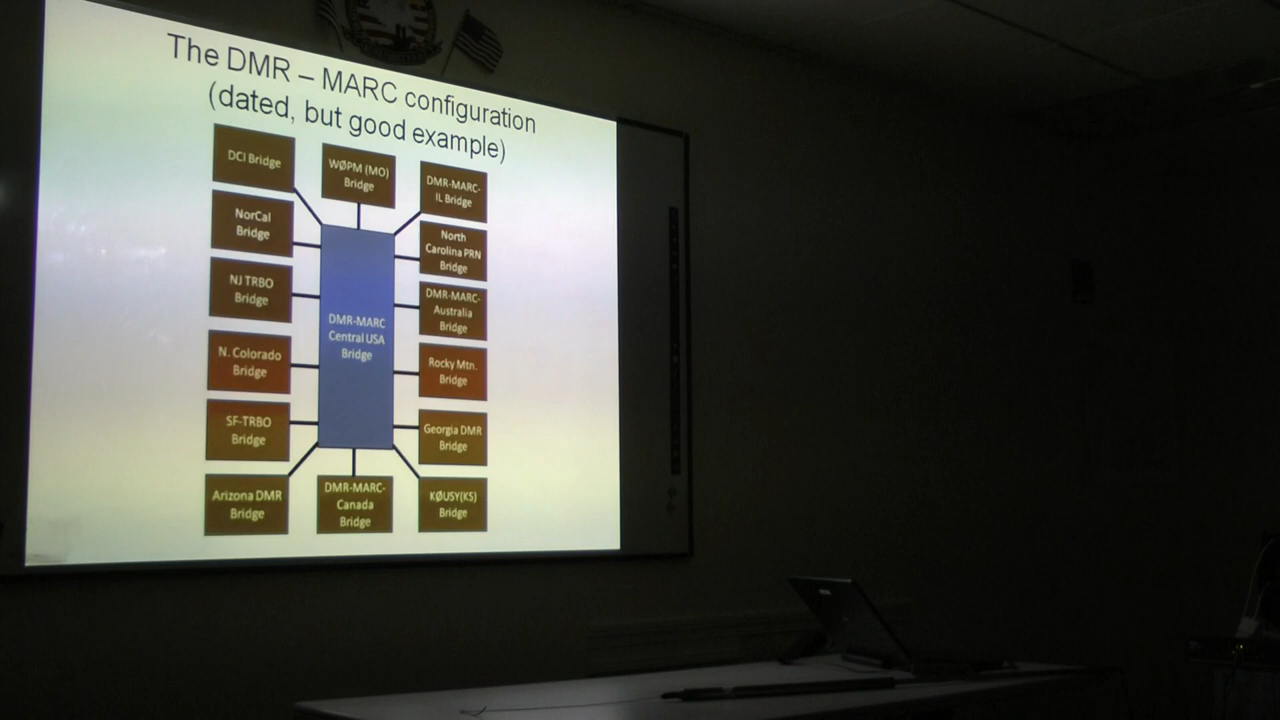 The DMR – MARC configuration
(dated, but good example)
DCI Bridge
WØPM (MO)
Bridge
DMR-MARC-
IL Bridge
NorCal
Bridge
North
Carolina PRN
Bridge
NJ TRBO
Bridge
DMR-MARC-
Australia
Bridge
DMR-MARC
Central USA
Bridge
N. Colorado
Bridge
Rocky Mtn.
Bridge
SF-TRBO
Bridge
Georgia DMR
Bridge
Arizona DMR
Bridge
DMR-MARC-
Canada
Bridge
KØUSY(KS)
Bridge